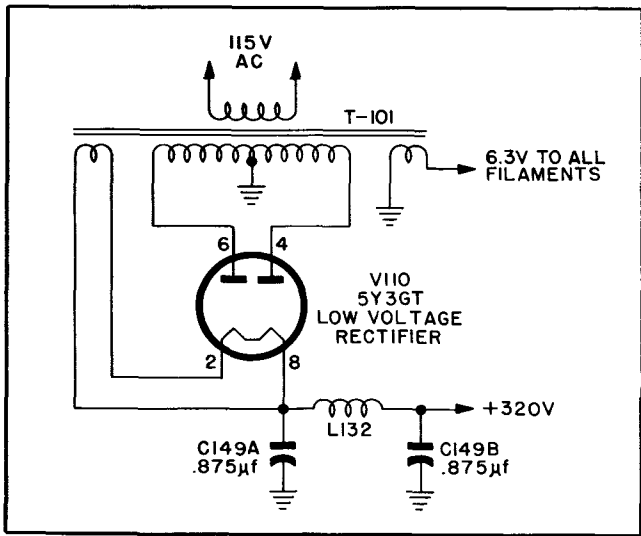 115V
AC
T-101
6.3V TO ALL
FILAMENTS
6
4
V110
5Y3GT
LOW VOLTAGE
RECTIFIER
2
8
+320V
L132
C149A
.875µf
C149B
.875µf